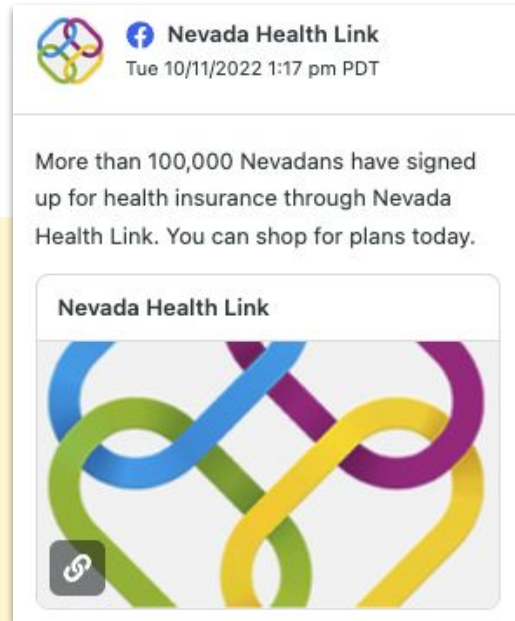 Nevada Health Link
Tue 10/11/2022 1:17 pm PDT
More than 100,000 Nevadans have signed
up for health insurance through Nevada
Health Link. You can shop for plans today.
Nevada Health Link